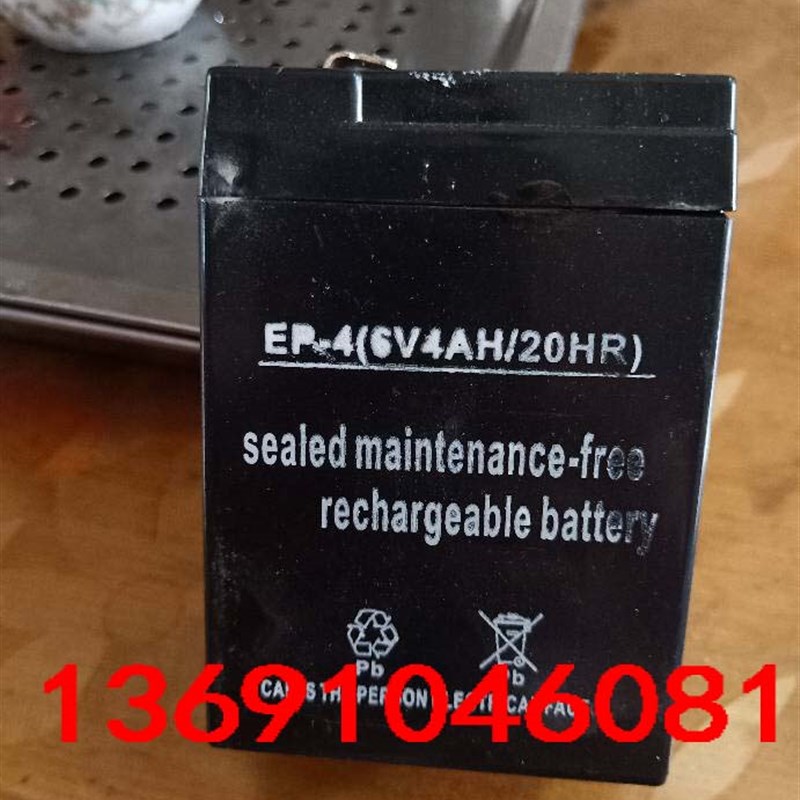 EP-4(6V4AH/20HR)
sealed maintenance-free
rechargeable battery
Pb
Pb
13691046081